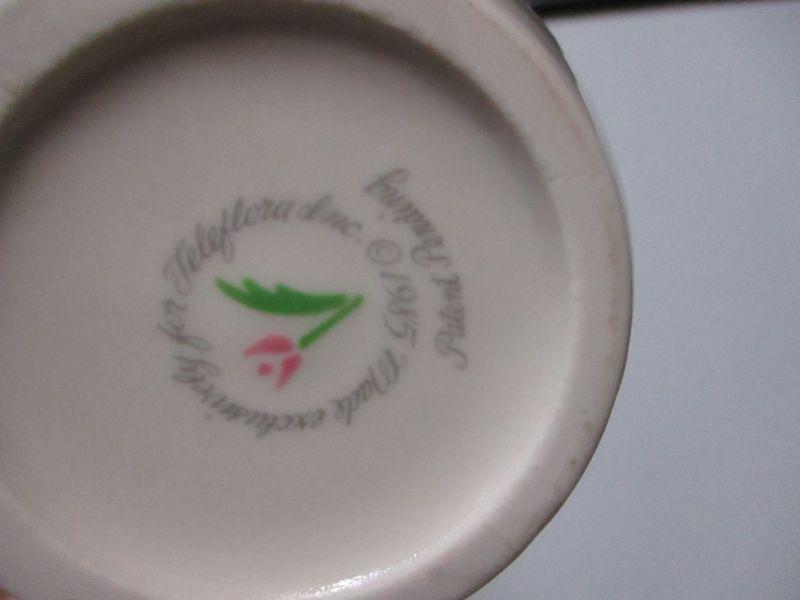 Made exclusively for Teleflora Inc. © 1985
Patent Pending